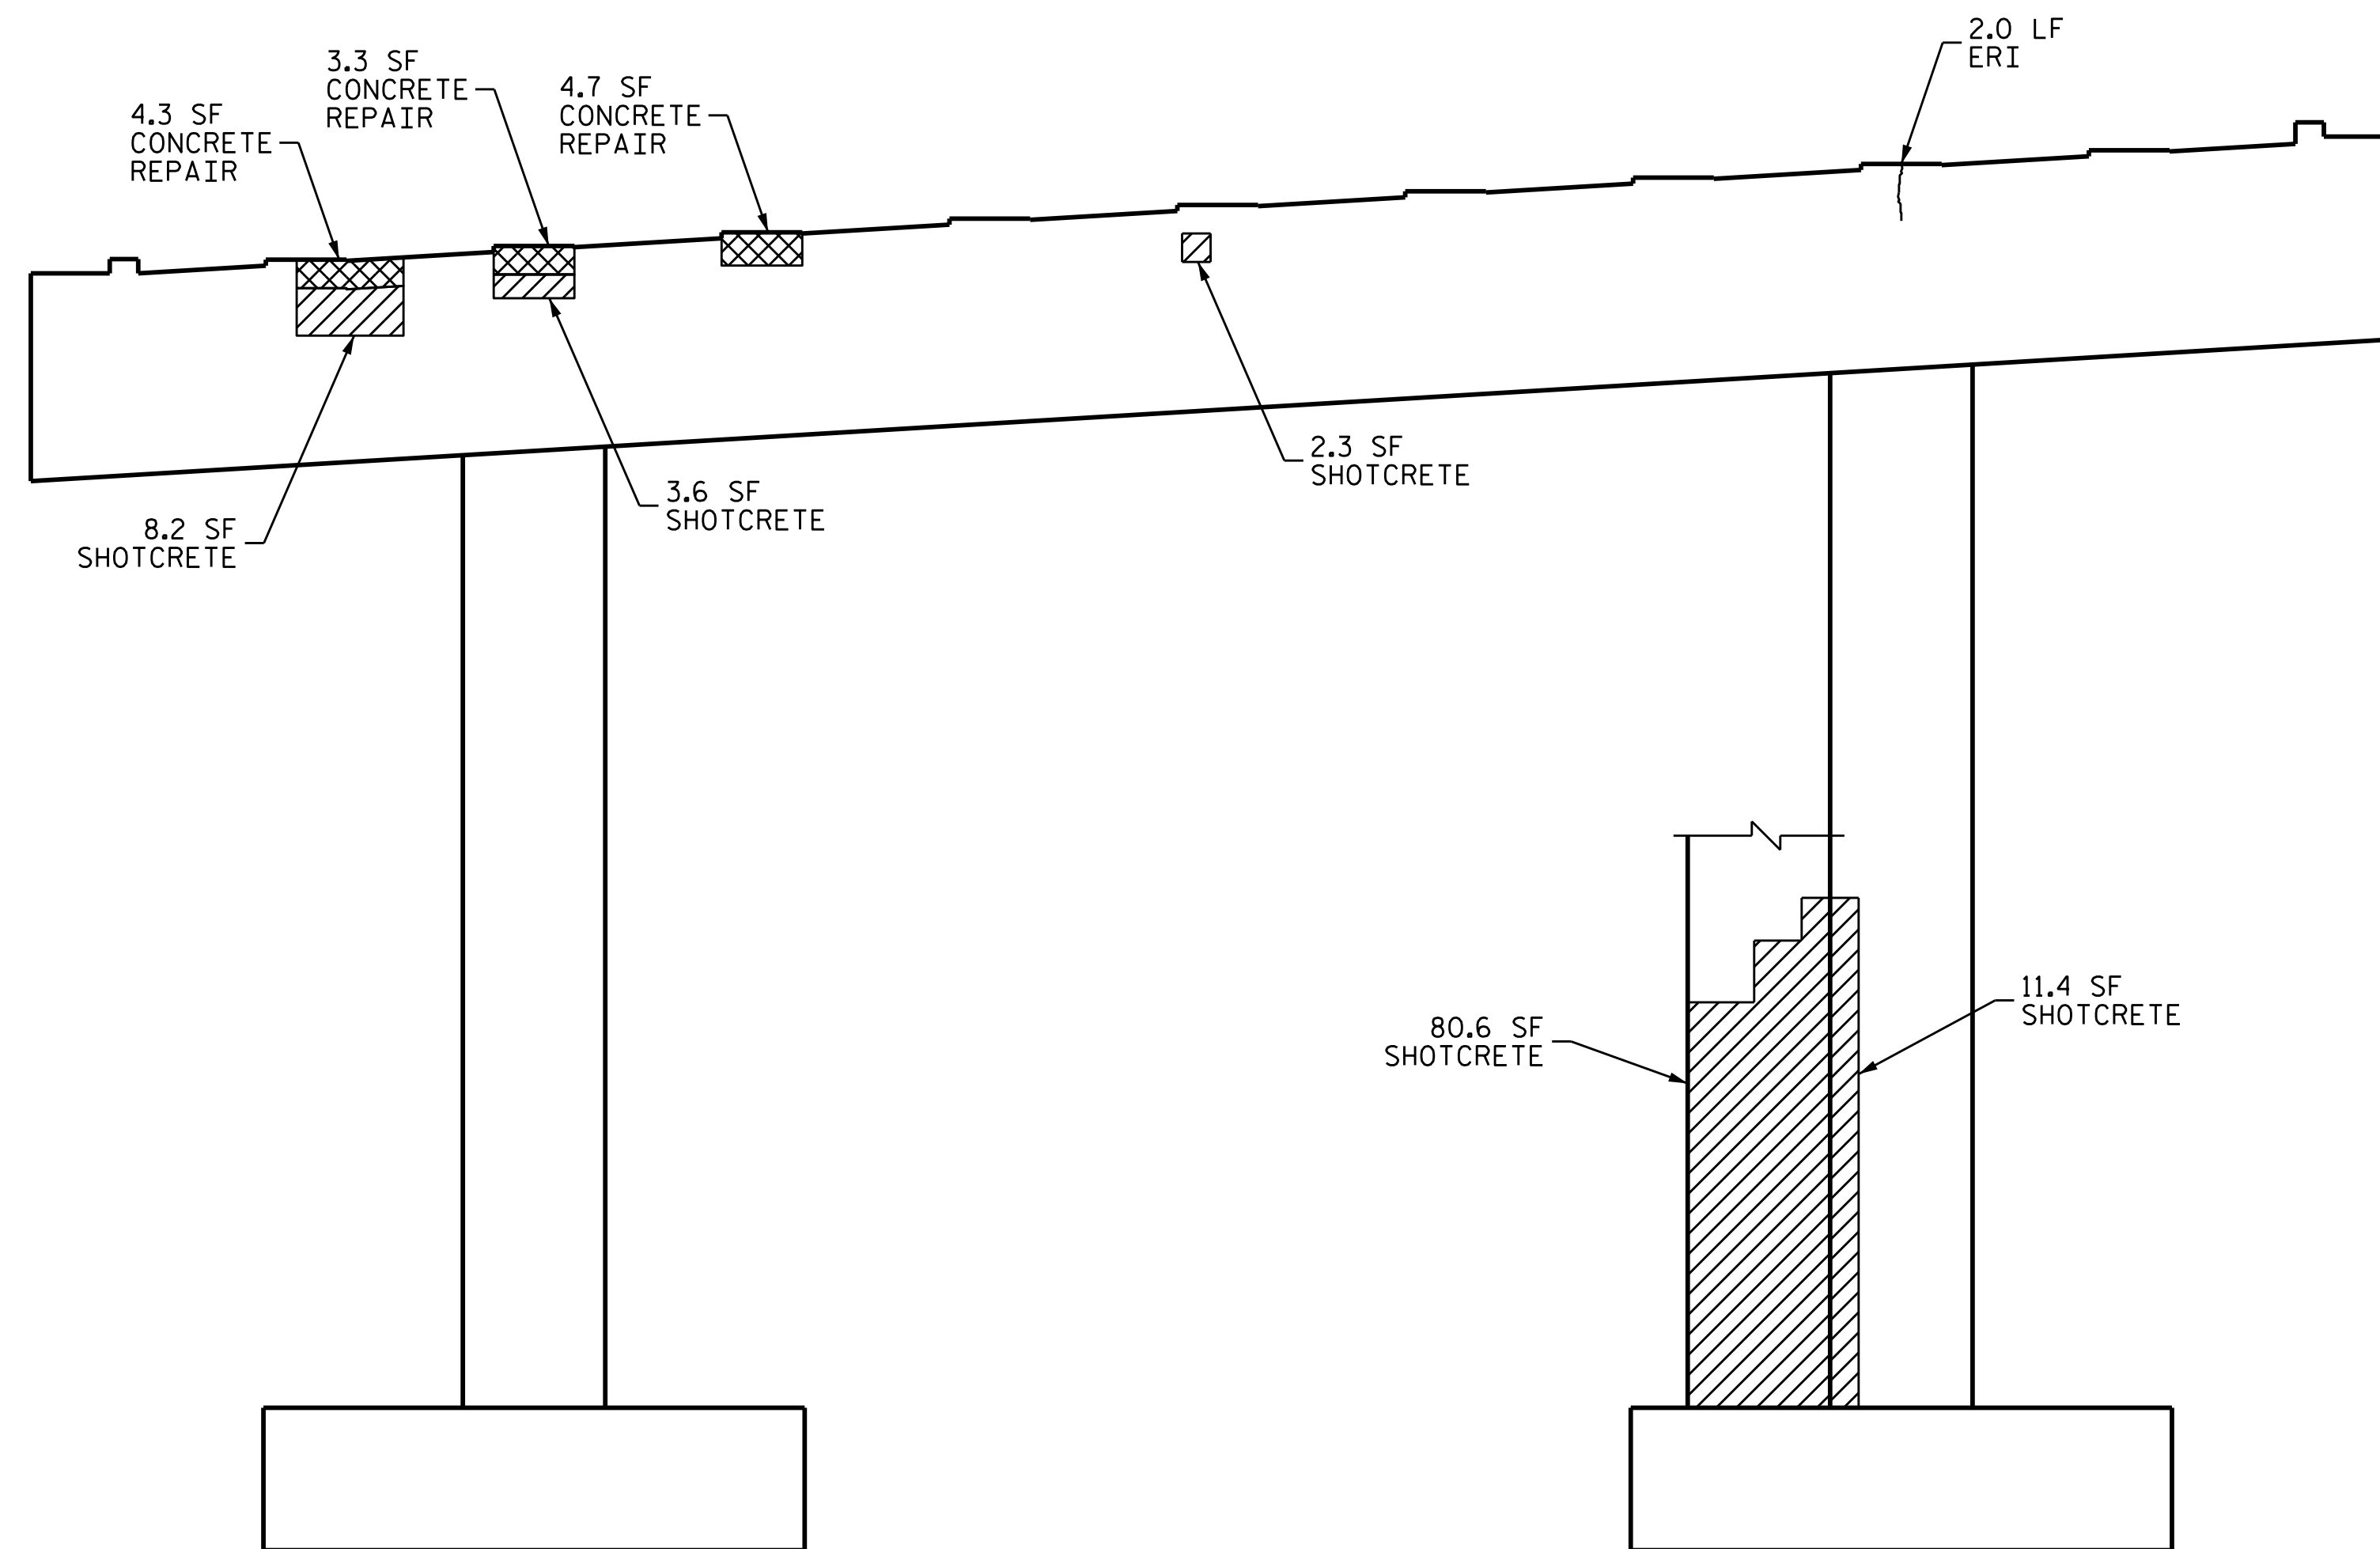 2.0 LF
ERI
3.3 SF
CONCRETE
REPAIR
4.7 SF
CONCRETE
REPAIR
4.3 SF
CONCRETE
REPAIR
2.3 SF
SHOTCRETE
3.6 SF
SHOTCRETE
8.2 SF
SHOTCRETE
11.4 SF
SHOTCRETE
80.6 SF
SHOTCRETE